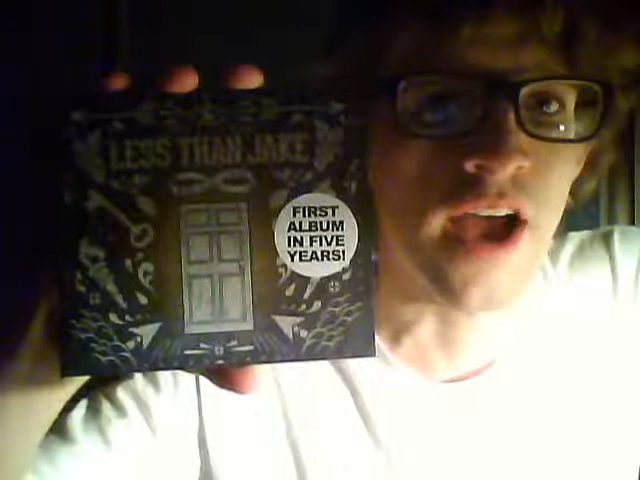 LESS THAN JAKE
FIRST
ALBUM
IN FIVE
YEARS!